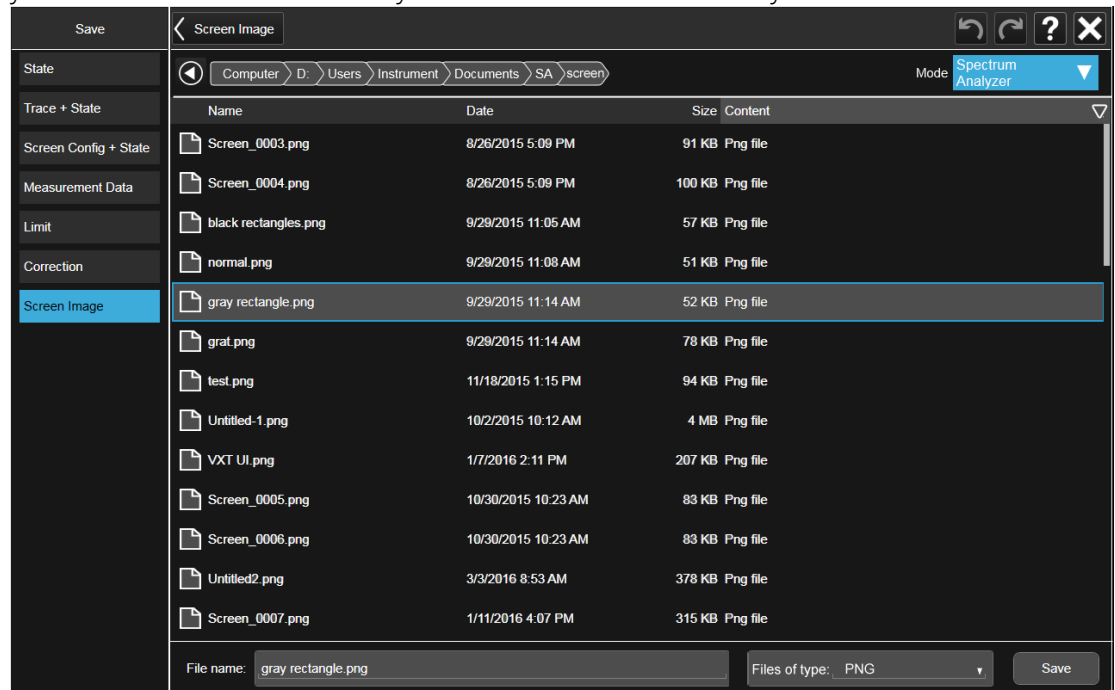 Save
Screen Image
?
State
Trace + State
Screen Config + State
Measurement Data
Limit
Correction
Screen Image
Computer D: Users Instrument Documents SA screen
Mode Spectrum Analyzer
Name Date Size Content
Screen_0003.png 8/26/2015 5:09 PM 91 KB Png file
Screen_0004.png 8/26/2015 5:09 PM 100 KB Png file
black rectangles.png 9/29/2015 11:05 AM 57 KB Png file
normal.png 9/29/2015 11:08 AM 51 KB Png file
gray rectangle.png 9/29/2015 11:14 AM 52 KB Png file
grat.png 9/29/2015 11:14 AM 78 KB Png file
test.png 11/18/2015 1:15 PM 94 KB Png file
Untitled-1.png 10/2/2015 10:12 AM 4 MB Png file
VXT UI.png 1/7/2016 2:11 PM 207 KB Png file
Screen_0005.png 10/30/2015 10:23 AM 83 KB Png file
Screen_0006.png 10/30/2015 10:23 AM 83 KB Png file
Untitled2.png 3/3/2016 8:53 AM 378 KB Png file
Screen_0007.png 1/11/2016 4:07 PM 315 KB Png file
File name: gray rectangle.png Files of type: PNG Save